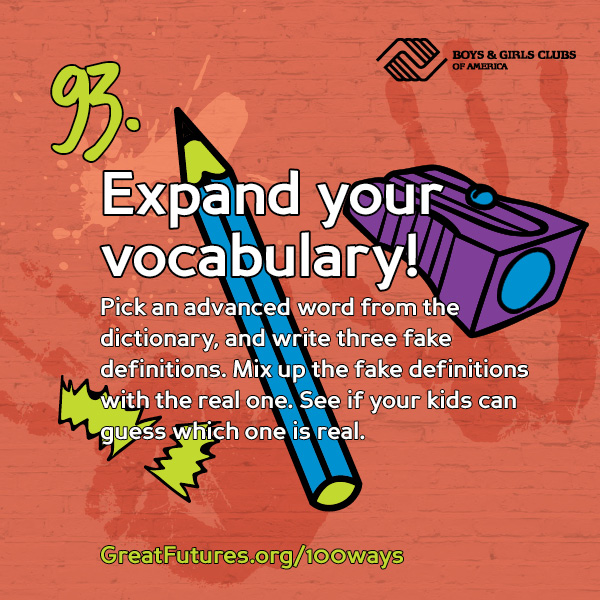 BOYS & GIRLS CLUBS
OF AMERICA
93.
Expand your
vocabulary!
Pick an advanced word from the
dictionary, and write three fake
definitions. Mix up the fake definitions
with the real one. See if your kids can
guess which one is real.
GreatFutures.org/100ways